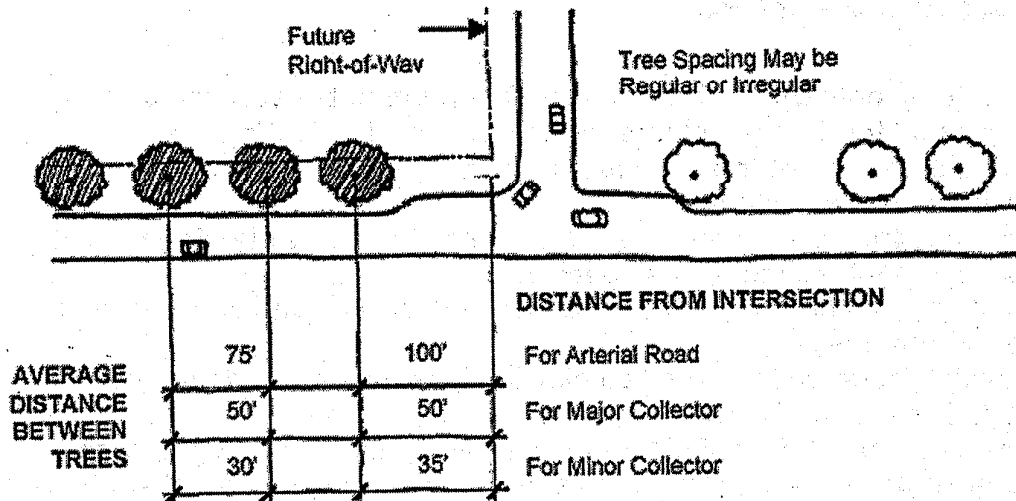 Future
Right-of-Way
Tree Spacing May be
Regular or Irregular
DISTANCE FROM INTERSECTION
AVERAGE
DISTANCE
BETWEEN
TREES
75' 100' For Arterial Road
50' 50' For Major Collector
30' 35' For Minor Collector